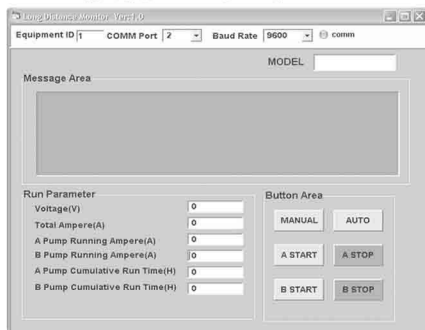 Long Distance Monitor Ver:1.0
Equipment ID 1 COMM Port 2 Baud Rate 9600 comm
MODEL
Message Area
Run Parameter
Voltage(V) 0
Total Ampere(A) 0
A Pump Running Ampere(A) 0
B Pump Running Ampere(A) 0
A Pump Cumulative Run Time(H) 0
B Pump Cumulative Run Time(H) 0
Button Area
MANUAL AUTO
A START A STOP
B START B STOP